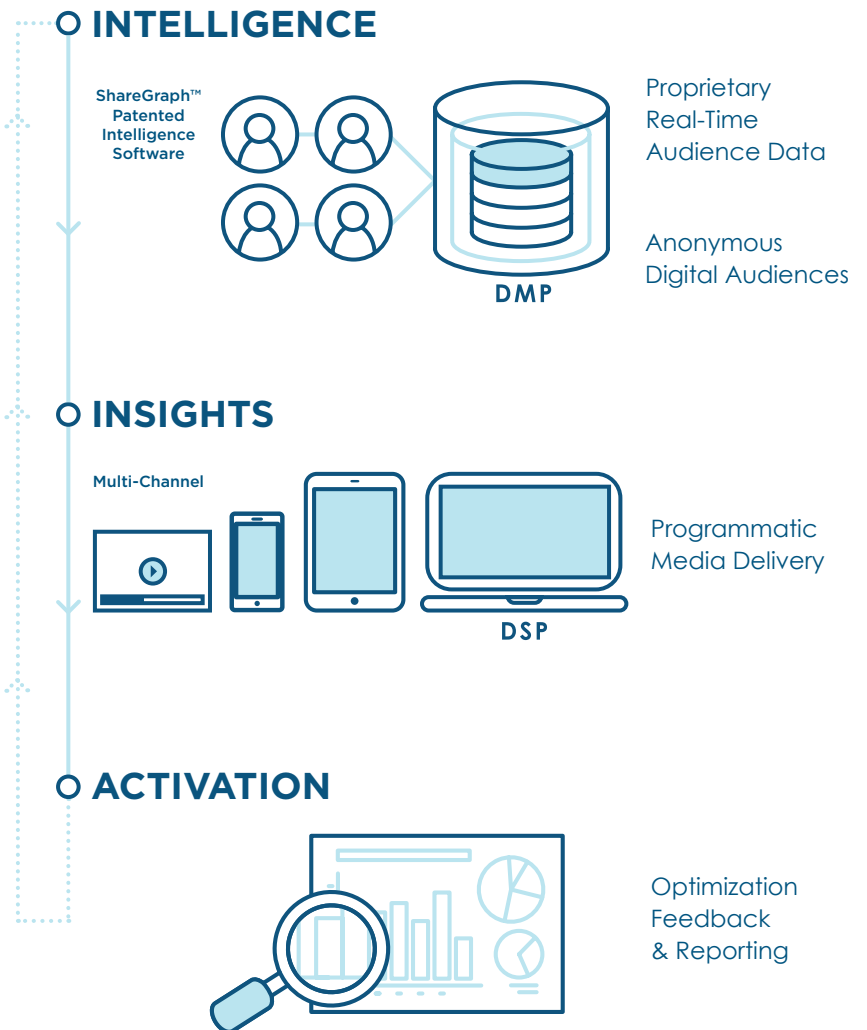 INTELLIGENCE
ShareGraph™
Patented
Intelligence
Software
Proprietary
Real-Time
Audience Data
Anonymous
Digital Audiences
DMP
INSIGHTS
Multi-Channel
Programmatic
Media Delivery
DSP
ACTIVATION
Optimization
Feedback
& Reporting